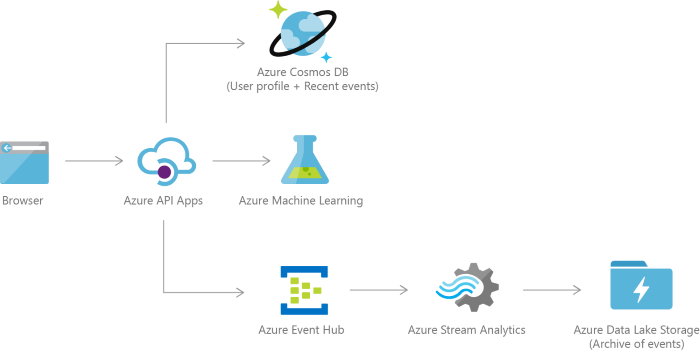 Azure Cosmos DB
(User profile + Recent events)
Browser
Azure API Apps
Azure Machine Learning
Azure Event Hub
Azure Stream Analytics
Azure Data Lake Storage
(Archive of events)